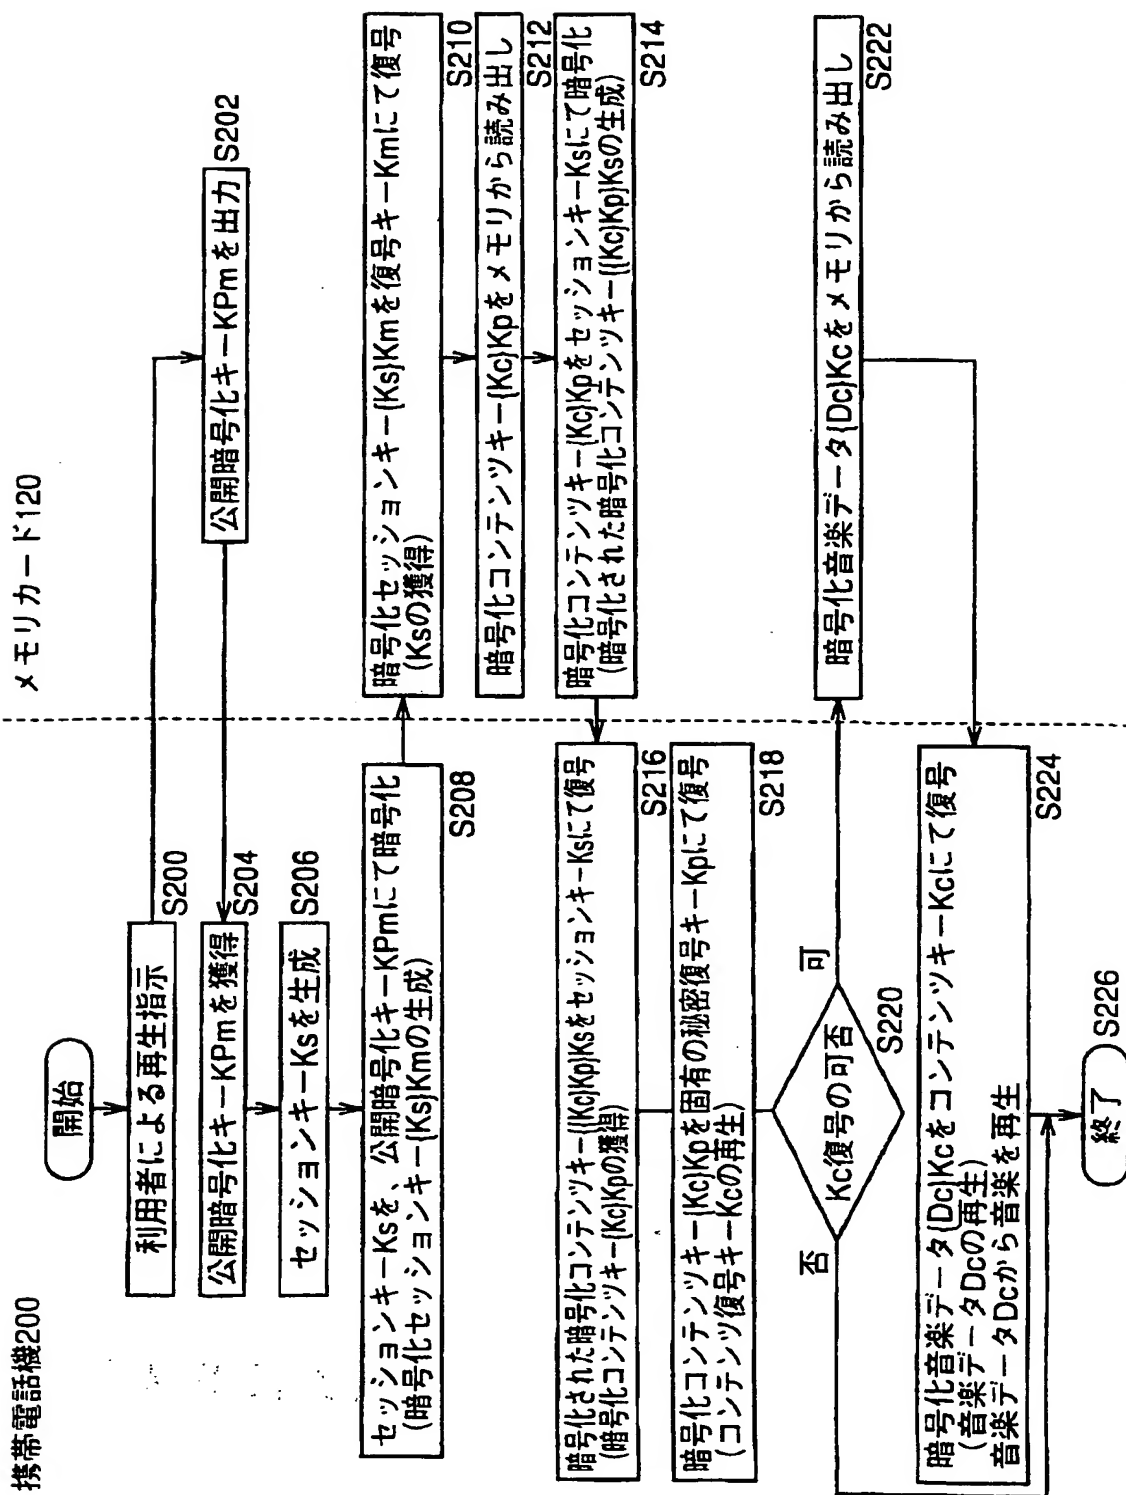 携帯電話機200
メモリカード120
開始
利用者による再生指示
S200
公開暗号化キーKPmを出力
S202
公開暗号化キーKPmを獲得
S204
セッションキーKsを生成
S206
セッションキーKsを、公開暗号化キーKPmにて暗号化
(暗号化セッションキー{Ks}Kmの生成)
S208
暗号化セッションキー{Ks}Kmを復号キーKmにて復号
(Ksの獲得)
S210
暗号化コンテンツキー{Kc}Kpをメモリから読み出し
S212
暗号化コンテンツキー{Kc}KpをセッションキーKsにて暗号化
(暗号化された暗号化コンテンツキー{{Kc}Kp}Ksの生成)
S214
暗号化された暗号化コンテンツキー{{Kc}Kp}KsをセッションキーKsにて復号
(暗号化コンテンツキー{Kc}Kpの獲得)
S216
暗号化コンテンツキー{Kc}Kpを固有の秘密復号キーKpにて復号
(コンテンツ復号キーKcの再生)
S218
Kc復号の可否
S220
可
否
暗号化音楽データ{Dc}Kcをメモリから読み出し
S222
暗号化音楽データ{Dc}KcをコンテンツキーKcにて復号
(音楽データDcの再生)
音楽データDcから音楽を再生
S224
終了
S226